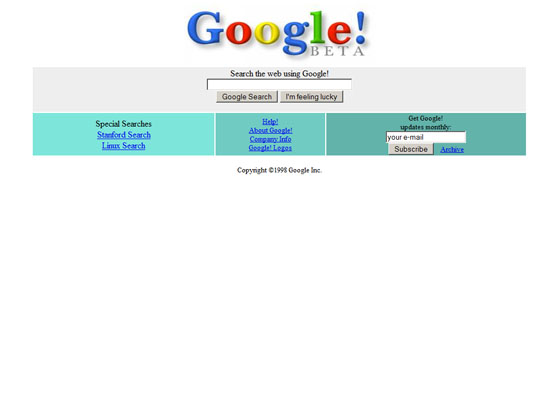 Google!
BETA
Search the web using Google!
Google Search I'm feeling lucky
Special Searches
Stanford Search
Linux Search
Help!
About Google!
Company Info
Google! Logos
Get Google!
updates monthly:
your e-mail
Subscribe Archive
Copyright ©1998 Google Inc.